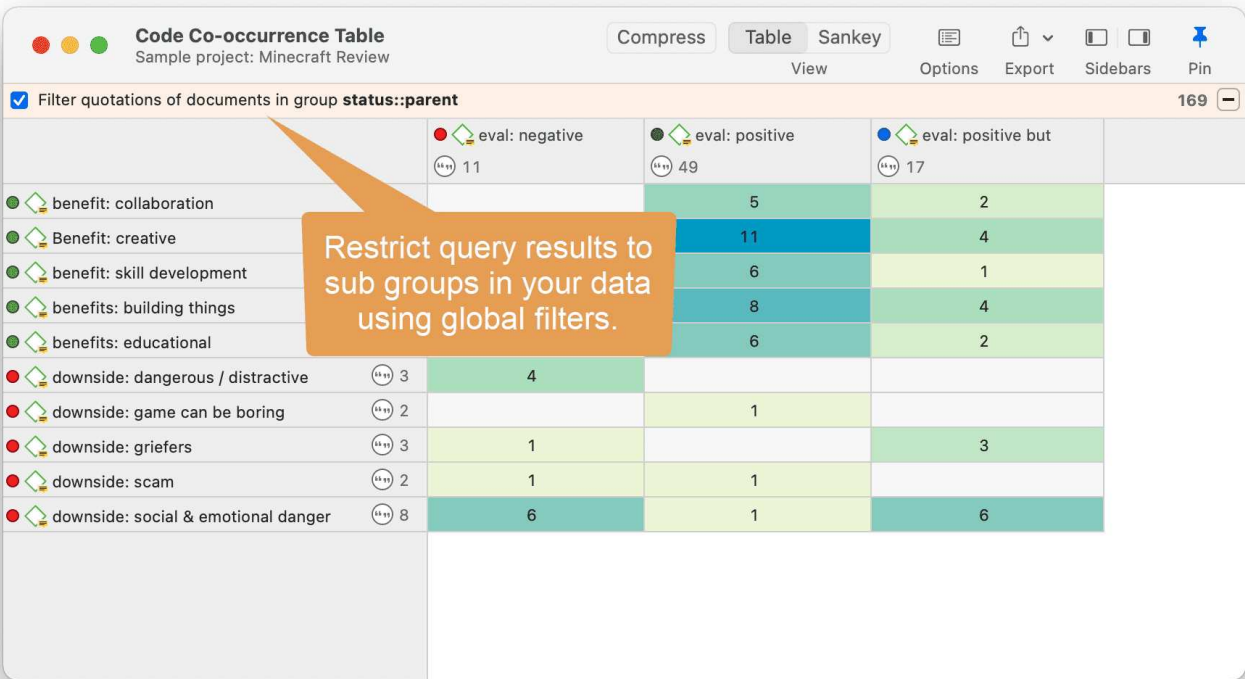 Code Co-occurrence Table
Sample project: Minecraft Review
Compress Table Sankey
View Options Export Sidebars Pin
Filter quotations of documents in group status::parent 169
eval: negative eval: positive eval: positive but
11 49 17
benefit: collaboration 5 2
Benefit: creative 11 4
benefit: skill development 6 1
benefits: building things 8 4
benefits: educational 6 2
Restrict query results to
sub groups in your data
using global filters.
downside: dangerous / distractive 3 4
downside: game can be boring 2 1
downside: griefers 3 1 3
downside: scam 2 1 1
downside: social & emotional danger 8 6 1 6